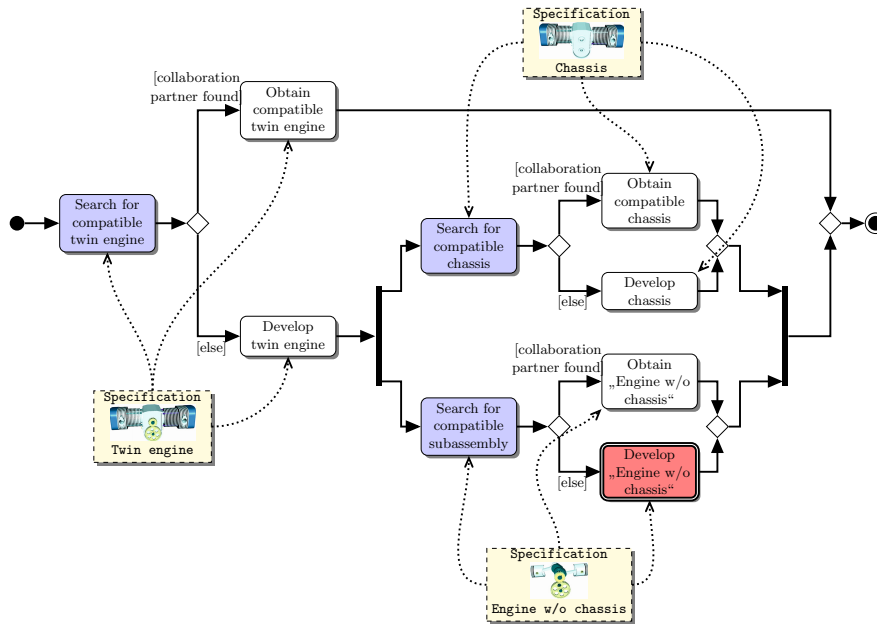 Specification
Chassis
[collaboration
partner found]
Obtain
compatible
twin engine
[collaboration
partner found]
Obtain
compatible
chassis
Search for
compatible
twin engine
Search for
compatible
chassis
Develop
chassis
[else]
Develop
twin engine
[else]
[collaboration
partner found]
Obtain
„Engine w/o
chassis“
Specification
Twin engine
Search for
compatible
subassembly
Develop
„Engine w/o
chassis“
[else]
Specification
Engine w/o chassis